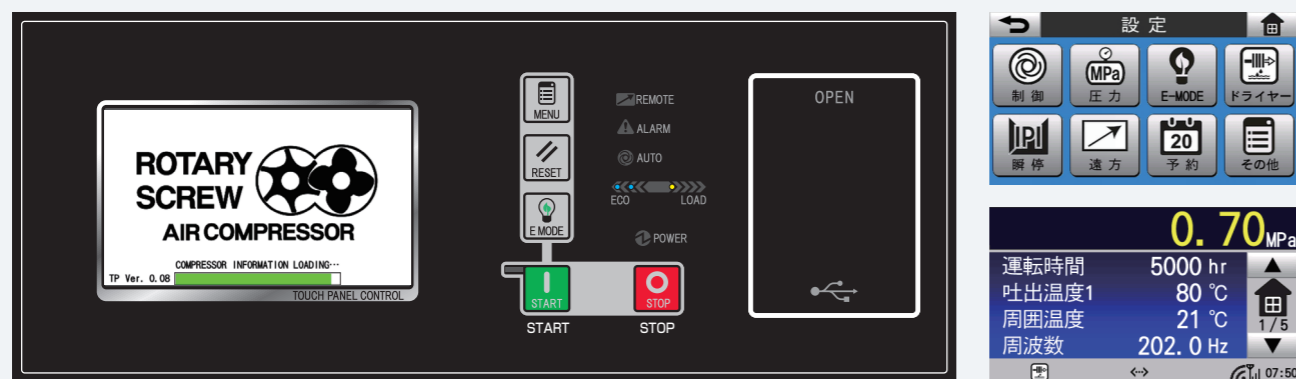 ROTARY
SCREW
AIR COMPRESSOR
COMPRESSOR INFORMATION LOADING…
TP Ver. 0.08
TOUCH PANEL CONTROL
MENU
RESET
E MODE
START
START
STOP
STOP
REMOTE
ALARM
AUTO
ECO LOAD
POWER
OPEN
設定
制御 圧力 E-MODE ドライヤー
MPa
瞬停 遠方 予約 その他
IPI
20
0.70 MPa
運転時間 5000 hr
吐出温度1 80 ℃
周囲温度 21 ℃
周波数 202.0 Hz
1/5
07:50